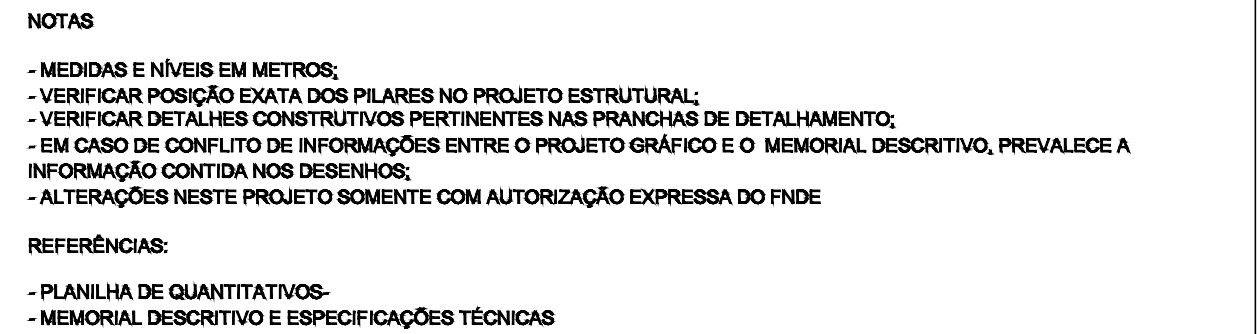 NOTAS
- MEDIDAS E NÍVEIS EM METROS;
- VERIFICAR POSIÇÃO EXATA DOS PILARES NO PROJETO ESTRUTURAL;
- VERIFICAR DETALHES CONSTRUTIVOS PERTINENTES NAS PRANCHAS DE DETALHAMENTO;
- EM CASO DE CONFLITO DE INFORMAÇÕES ENTRE O PROJETO GRÁFICO E O MEMORIAL DESCRITIVO, PREVALECE A
INFORMAÇÃO CONTIDA NOS DESENHOS;
- ALTERAÇÕES NESTE PROJETO SOMENTE COM AUTORIZAÇÃO EXPRESSA DO FNDE
REFERÊNCIAS:
- PLANILHA DE QUANTITATIVOS-
- MEMORIAL DESCRITIVO E ESPECIFICAÇÕES TÉCNICAS